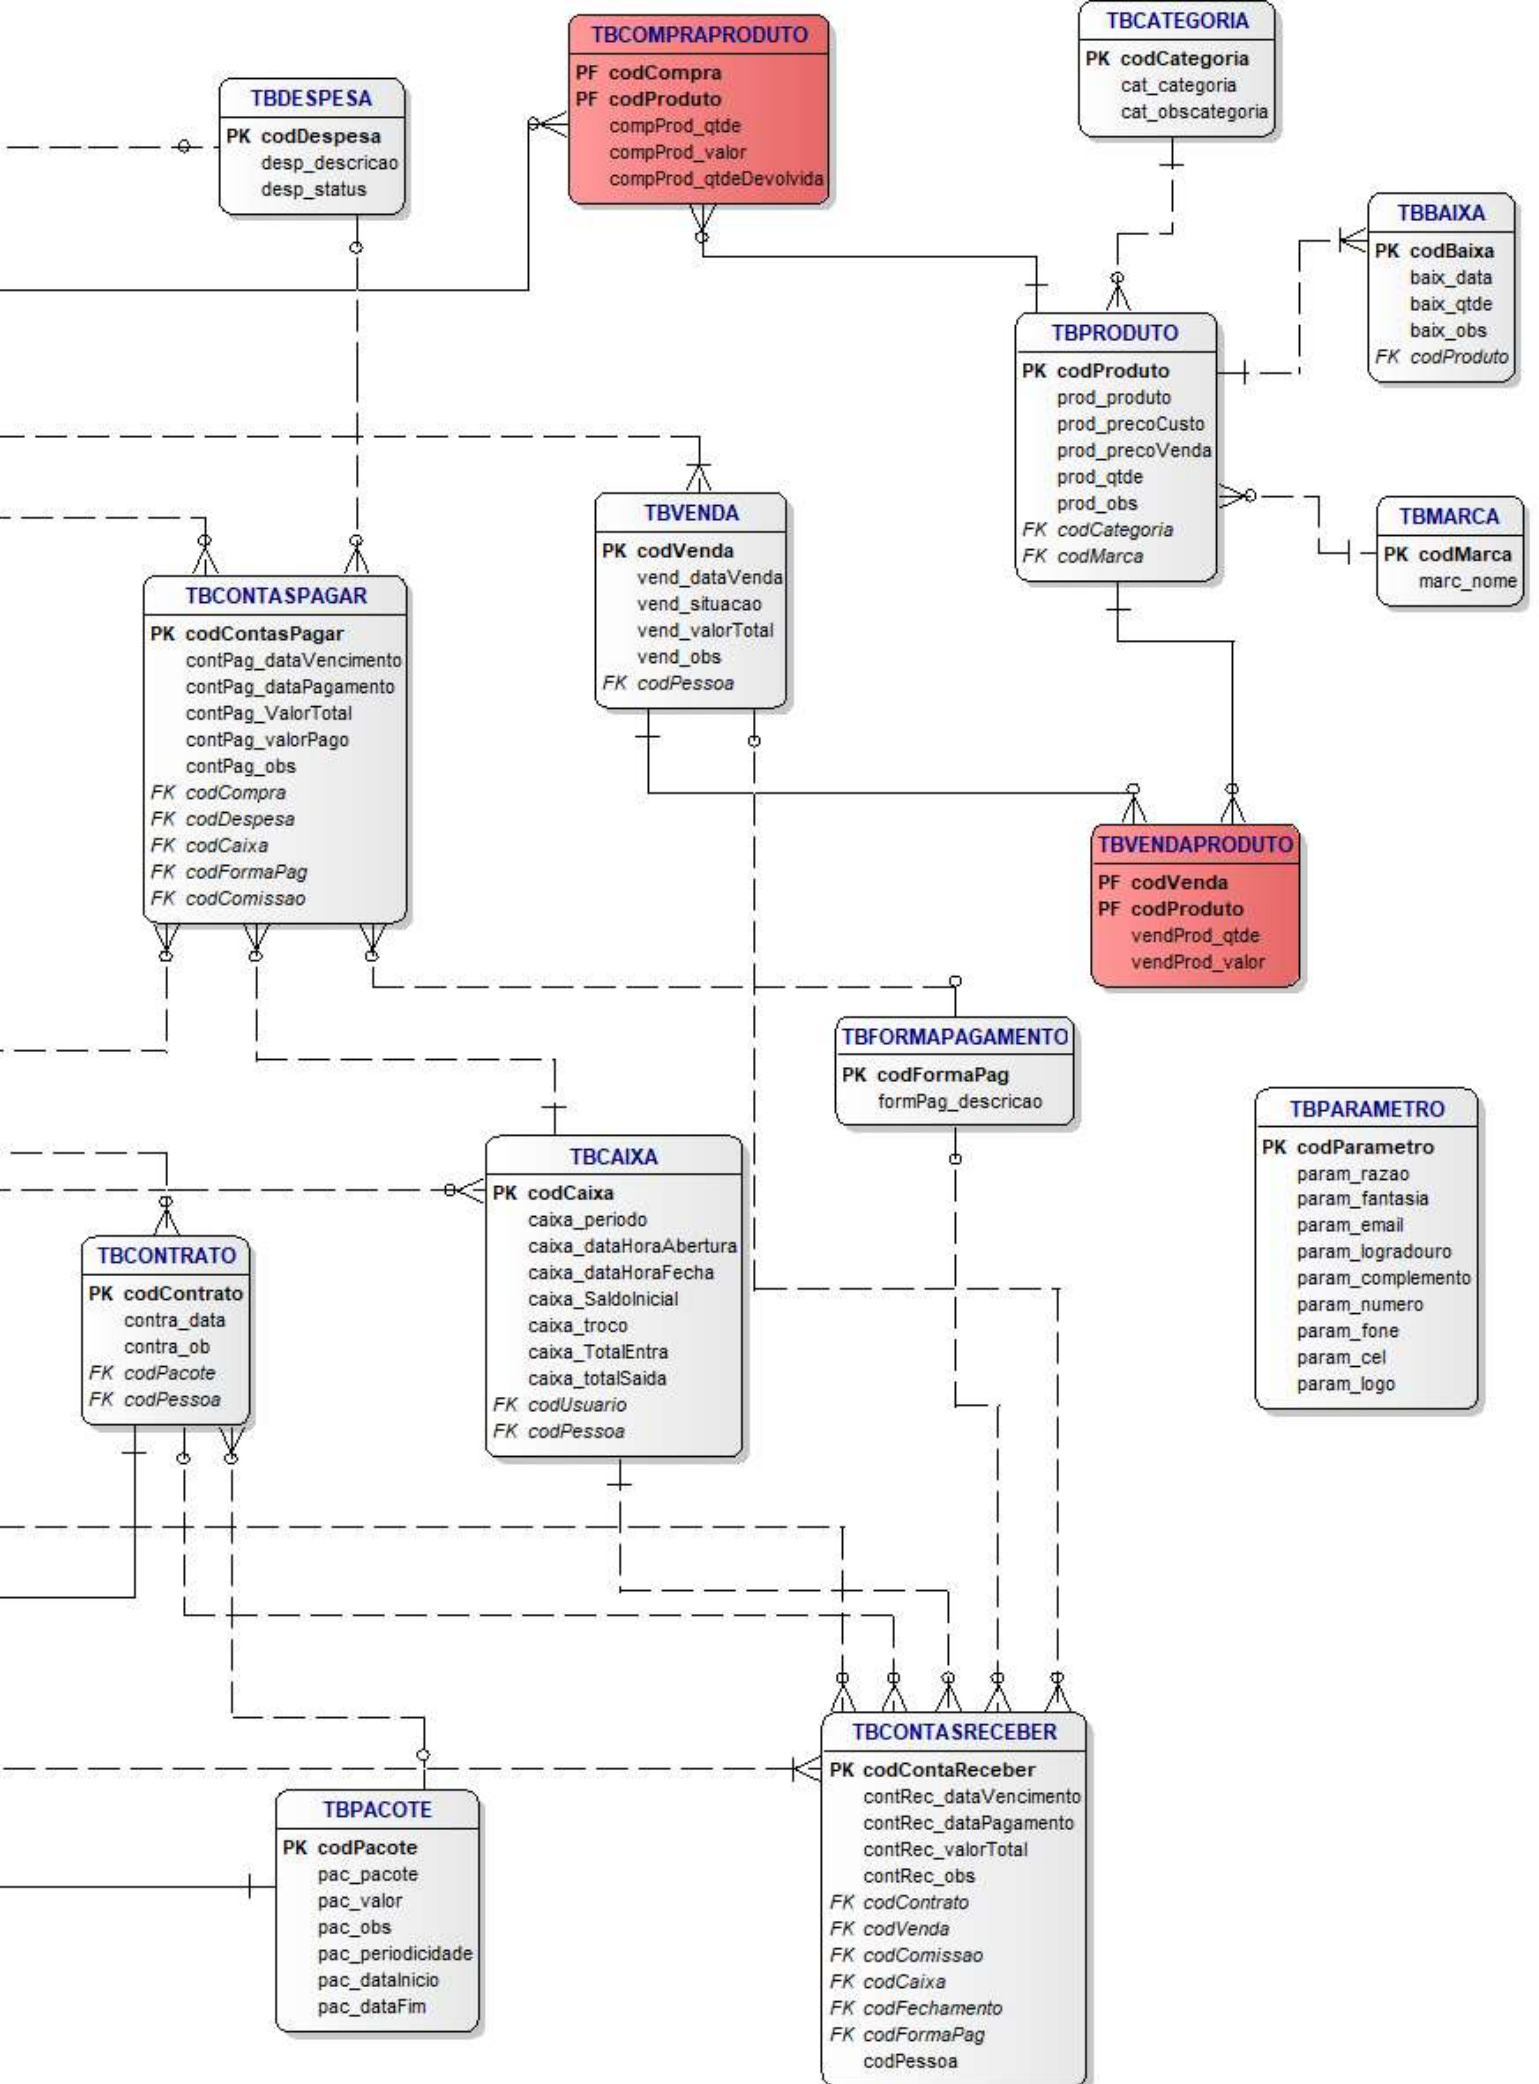 TBCOMPRAPRODUTO
PF codCompra
PF codProduto
compProd_qtde
compProd_valor
compProd_qtdeDevolvida
TBCATEGORIA
PK codCategoria
cat_categoria
cat_obscategoria
TBDESPESA
PK codDespesa
desp_descricao
desp_status
TBBAIXA
PK codBaixa
baix_data
baix_qtde
baix_obs
FK codProduto
TBPRODUTO
PK codProduto
prod_produto
prod_precoCusto
prod_precoVenda
prod_qtde
prod_obs
FK codCategoria
FK codMarca
TBMARCA
PK codMarca
marc_nome
TBVENDA
PK codVenda
vend_dataVenda
vend_situacao
vend_valorTotal
vend_obs
FK codPessoa
TBCONTASPAGAR
PK codContasPagar
contPag_dataVencimento
contPag_dataPagamento
contPag_ValorTotal
contPag_valorPago
contPag_obs
FK codCompra
FK codDespesa
FK codCaixa
FK codFormaPag
FK codComissao
TBVENDAPRODUTO
PF codVenda
PF codProduto
vendProd_qtde
vendProd_valor
TBFORMAPAGAMENTO
PK codFormaPag
formPag_descricao
TBPARAMETRO
PK codParametro
param_razao
param_fantasia
param_email
param_logradouro
param_complemento
param_numero
param_fone
param_cel
param_logo
TBCAIXA
PK codCaixa
caixa_periodo
caixa_dataHoraAbertura
caixa_dataHoraFecha
caixa_SaldoInicial
caixa_troco
caixa_TotalEntra
caixa_totalSaida
FK codUsuario
FK codPessoa
TBCONTRATO
PK codContrato
contra_data
contra_ob
FK codPacote
FK codPessoa
TBCONTASRECEBER
PK codContaReceber
contRec_dataVencimento
contRec_dataPagamento
contRec_valorTotal
contRec_obs
FK codContrato
FK codVenda
FK codComissao
FK codCaixa
FK codFechamento
FK codFormaPag
codPessoa
TBPACOTE
PK codPacote
pac_pacote
pac_valor
pac_obs
pac_periodicidade
pac_dataInicio
pac_dataFim